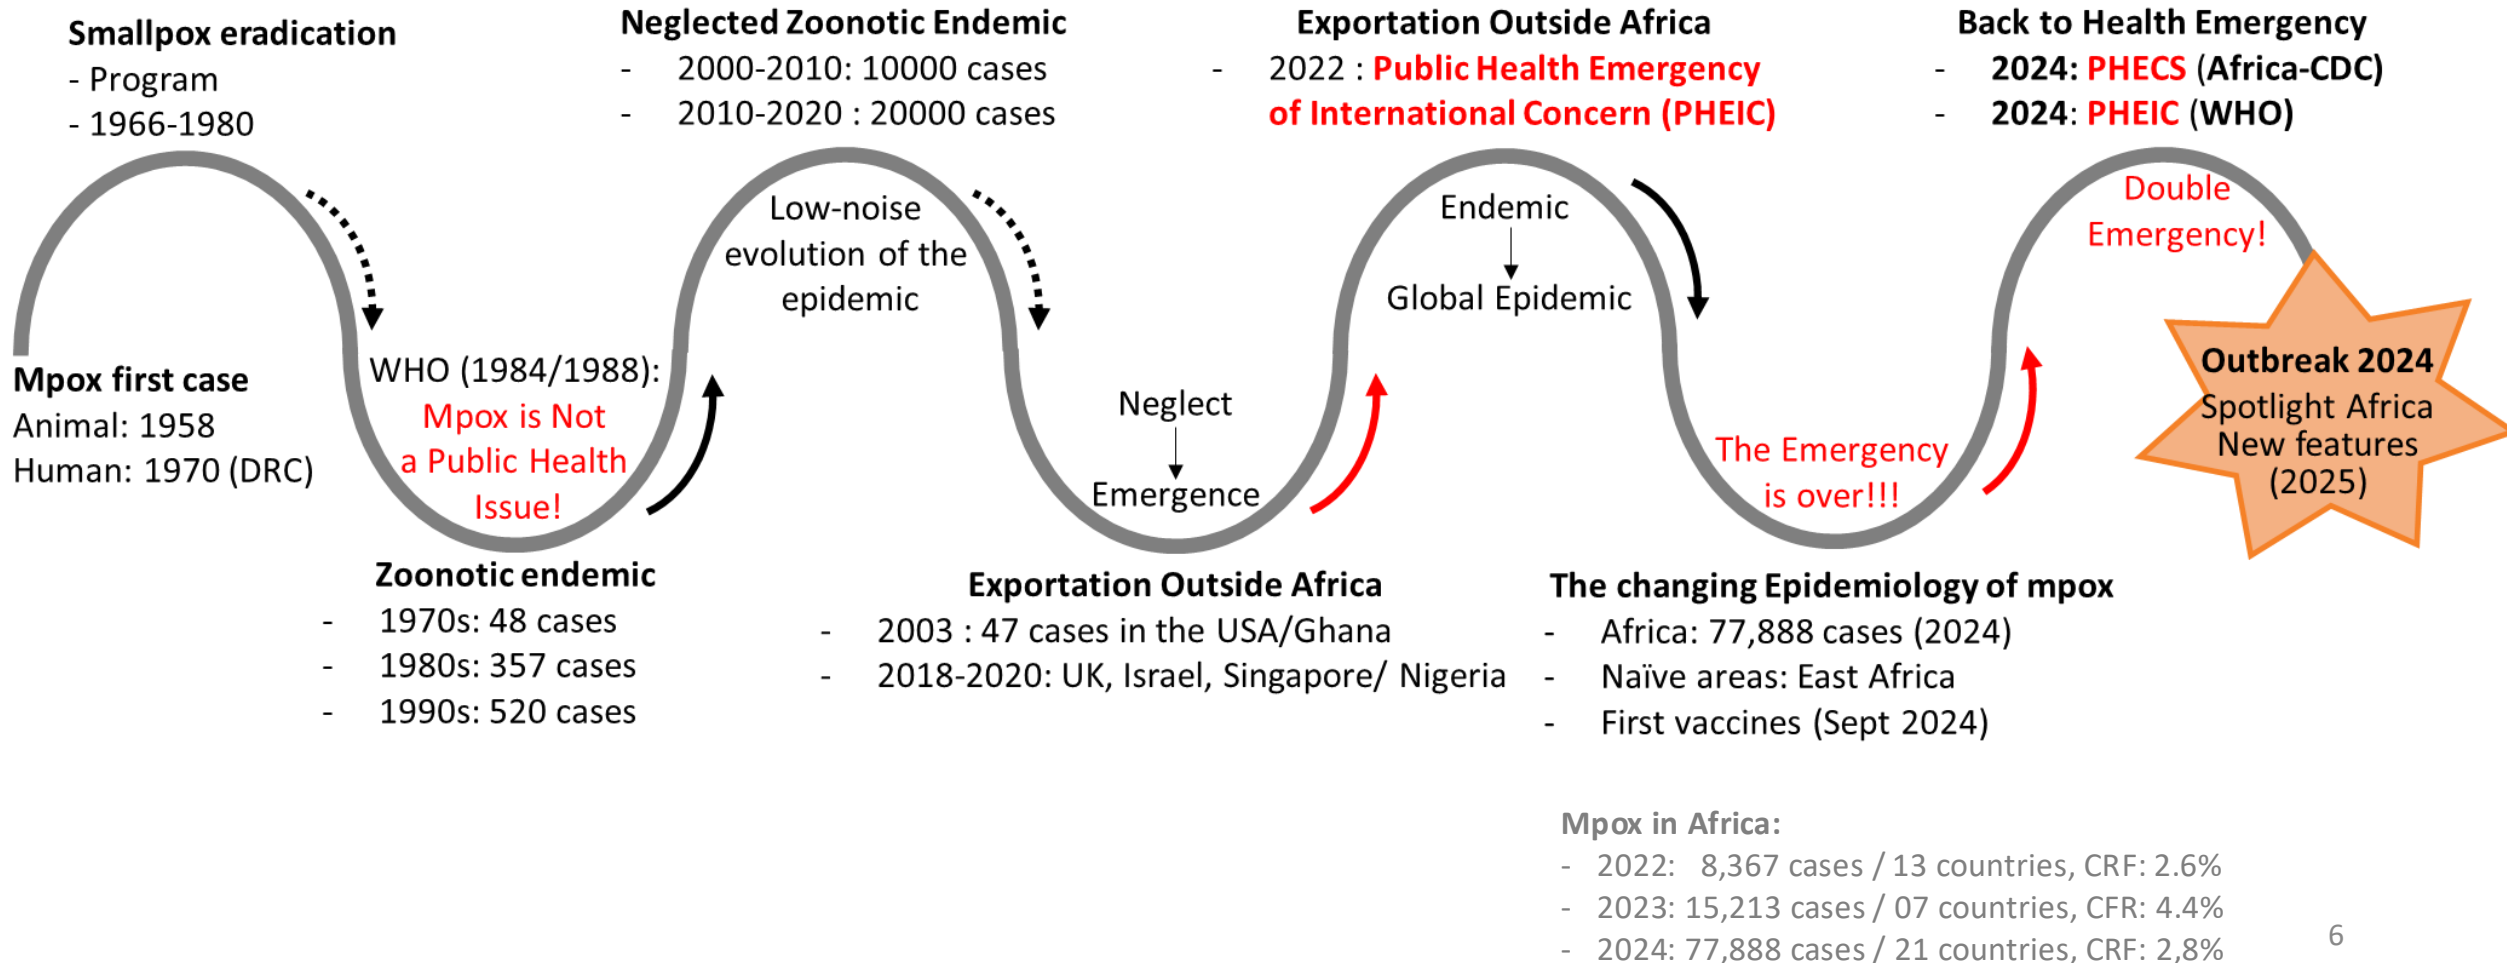 Smallpox eradication
- Program
- 1966-1980
Mpox first case
Animal: 1958
Human: 1970 (DRC)
WHO (1984/1988):
Mpox is Not
a Public Health
Issue!
Zoonotic endemic
- 1970s: 48 cases
- 1980s: 357 cases
- 1990s: 520 cases
Neglected Zoonotic Endemic
- 2000-2010: 10000 cases
- 2010-2020 : 20000 cases
Low-noise
evolution of the
epidemic
Neglect
Emergence
Exportation Outside Africa
- 2003 : 47 cases in the USA/Ghana
- 2018-2020: UK, Israel, Singapore/ Nigeria
Exportation Outside Africa
- 2022 : Public Health Emergency
of International Concern (PHEIC)
Endemic
Global Epidemic
The Emergency
is over!!!
The changing Epidemiology of mpox
- Africa: 77,888 cases (2024)
- Naïve areas: East Africa
- First vaccines (Sept 2024)
Back to Health Emergency
- 2024: PHECS (Africa-CDC)
- 2024: PHEIC (WHO)
Double
Emergency!
Outbreak 2024
Spotlight Africa
New features
(2025)
Mpox in Africa:
- 2022: 8,367 cases / 13 countries, CRF: 2.6%
- 2023: 15,213 cases / 07 countries, CFR: 4.4%
- 2024: 77,888 cases / 21 countries, CRF: 2,8%
6